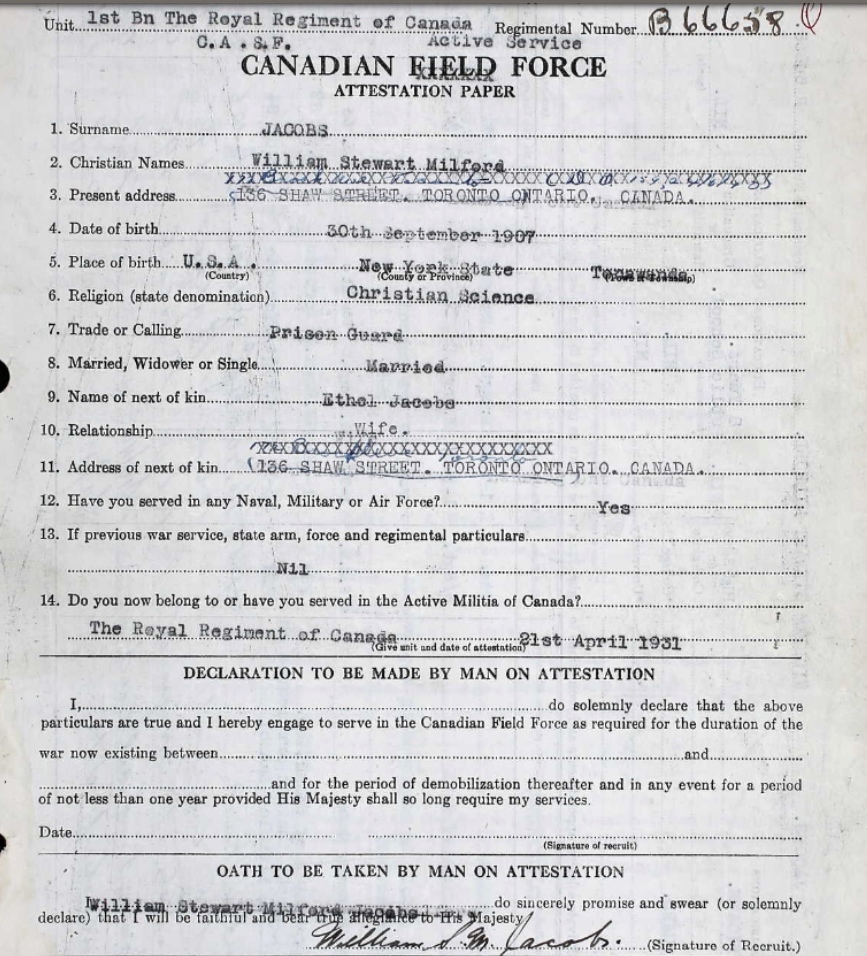 Unit 1st Bn The Royal Regiment of Canada Regimental Number B 66658
C.A.S.F. Active Service
CANADIAN FIELD FORCE
ATTESTATION PAPER
1. Surname JACOBS
2. Christian Names William Stewart Milford
3. Present address 136 SHAW STREET. TORONTO ONTARIO. CANADA.
4. Date of birth 30th September 1907
5. Place of birth U.S.A. New York State Tonawanda
(Country) (County or Province) (Town or Township)
6. Religion (state denomination) Christian Science
7. Trade or Calling Prison Guard
8. Married, Widower or Single Married
9. Name of next of kin Ethel Jacobs
10. Relationship Wife.
11. Address of next of kin 136 SHAW STREET. TORONTO ONTARIO. CANADA.
12. Have you served in any Naval, Military or Air Force? Yes
13. If previous war service, state arm, force and regimental particulars
Nil
14. Do you now belong to or have you served in the Active Militia of Canada?
The Royal Regiment of Canada 21st April 1931
(Give unit and date of attestation)
DECLARATION TO BE MADE BY MAN ON ATTESTATION
I, do solemnly declare that the above
particulars are true and I hereby engage to serve in the Canadian Field Force as required for the duration of the
war now existing between and
and for the period of demobilization thereafter and in any event for a period
of not less than one year provided His Majesty shall so long require my services.
Date
(Signature of recruit)
OATH TO BE TAKEN BY MAN ON ATTESTATION
I William Stewart Milford Jacobs do sincerely promise and swear (or solemnly
declare) that I will be faithful and bear true allegiance to His Majesty
William S. M. Jacobs. (Signature of Recruit.)